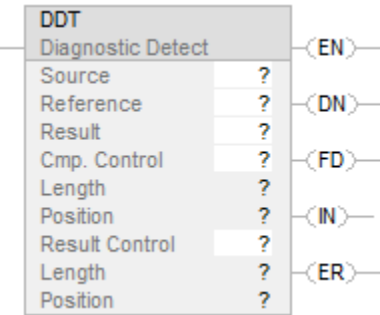 DDT
Diagnostic Detect (EN)
Source ?
Reference ? (DN)
Result ?
Cmp. Control ? (FD)
Length ?
Position ? (IN)
Result Control ?
Length ? (ER)
Position ?